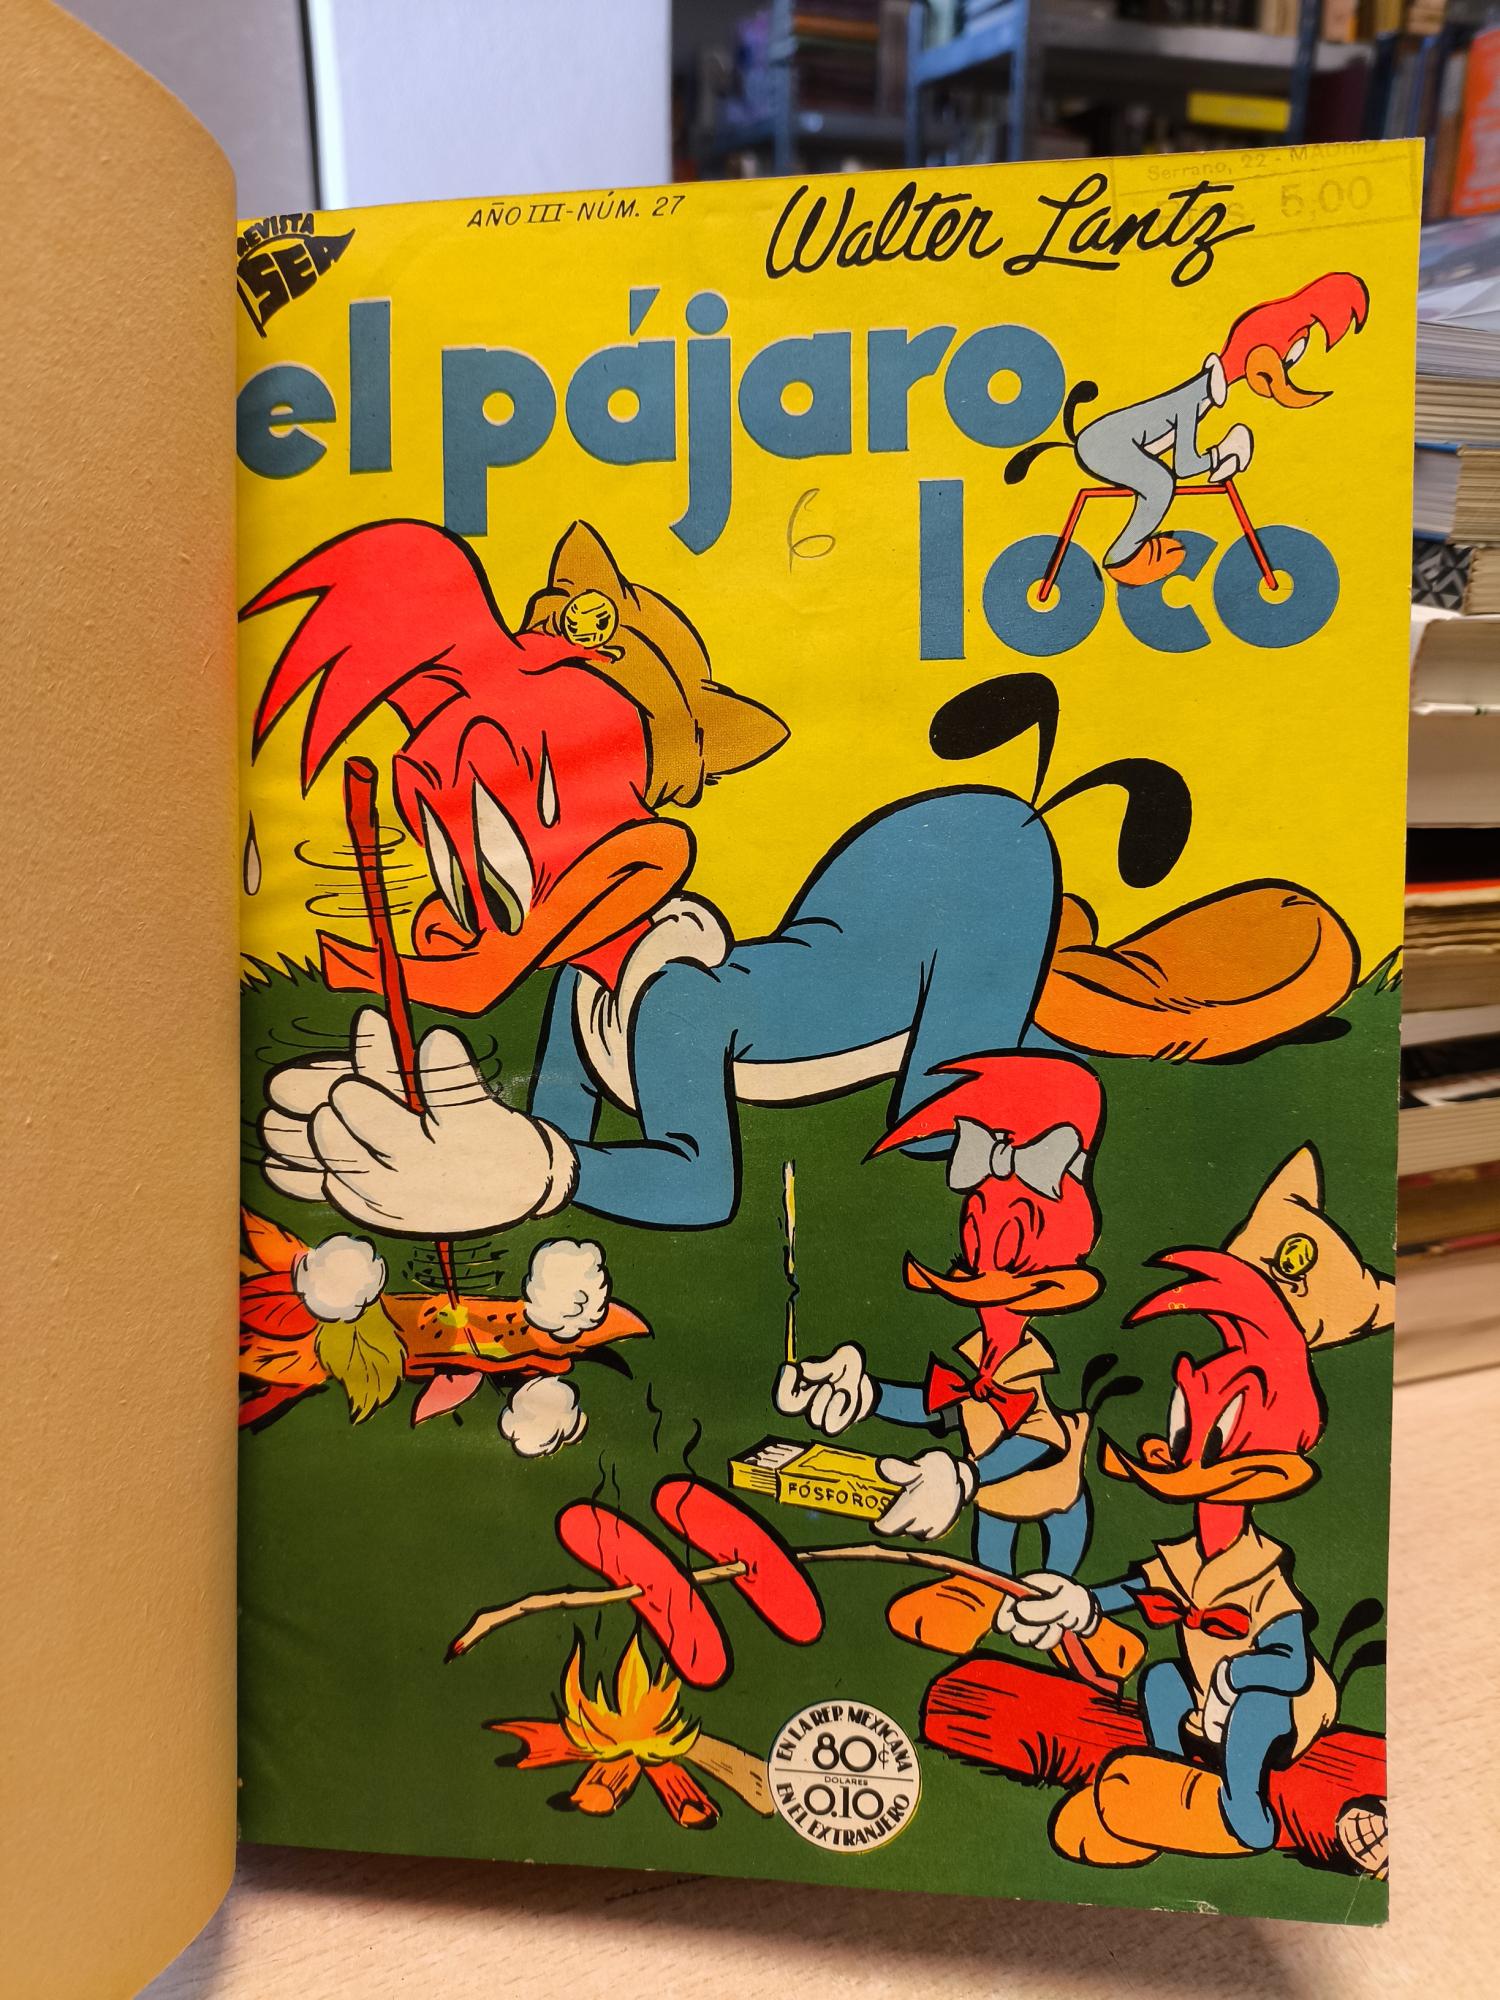 REVISTA
SEA
AÑO III-NÚM. 27
Walter Lantz
Serrano, 22 - MADRID
5,00
el pájaro
loco
6
FÓSFOROS
EN LA REP. MEXICANA
80¢
DOLARES
0.10
EN EL EXTRANJERO